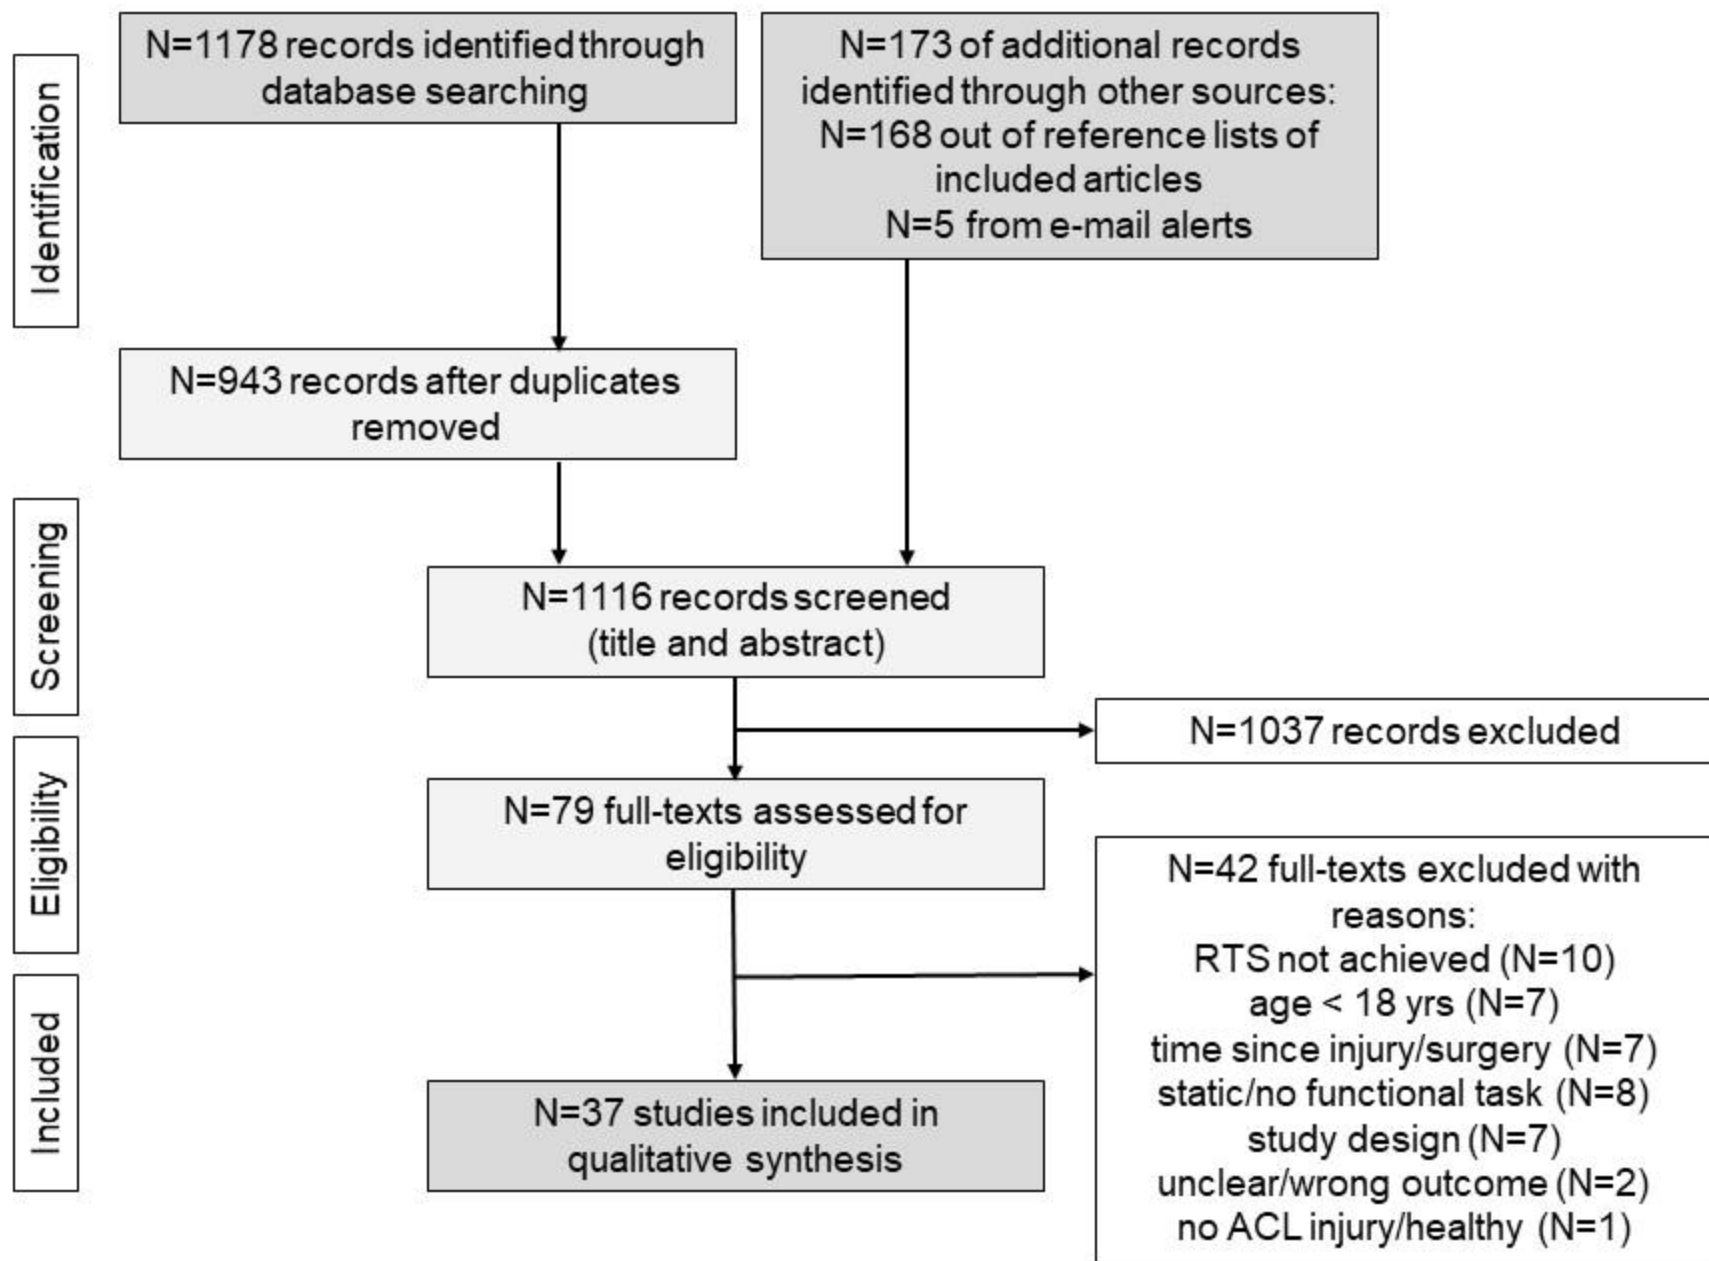 Identification
N=1178 records identified through
database searching
N=173 of additional records
identified through other sources:
N=168 out of reference lists of
included articles
N=5 from e-mail alerts
N=943 records after duplicates
removed
Screening
N=1116 records screened
(title and abstract)
N=1037 records excluded
Eligibility
N=79 full-texts assessed for
eligibility
N=42 full-texts excluded with
reasons:
RTS not achieved (N=10)
age < 18 yrs (N=7)
time since injury/surgery (N=7)
static/no functional task (N=8)
study design (N=7)
unclear/wrong outcome (N=2)
no ACL injury/healthy (N=1)
Included
N=37 studies included in
qualitative synthesis